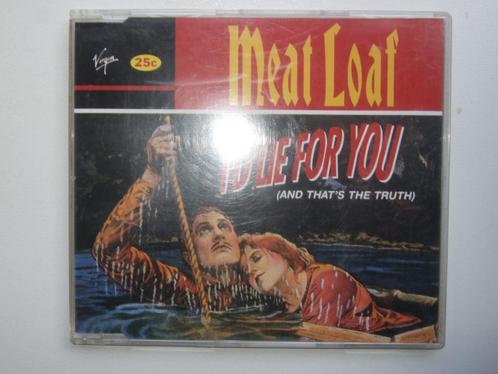 Virgin
25c
Meat Loaf
I'D LIE FOR YOU
(AND THAT'S THE TRUTH)